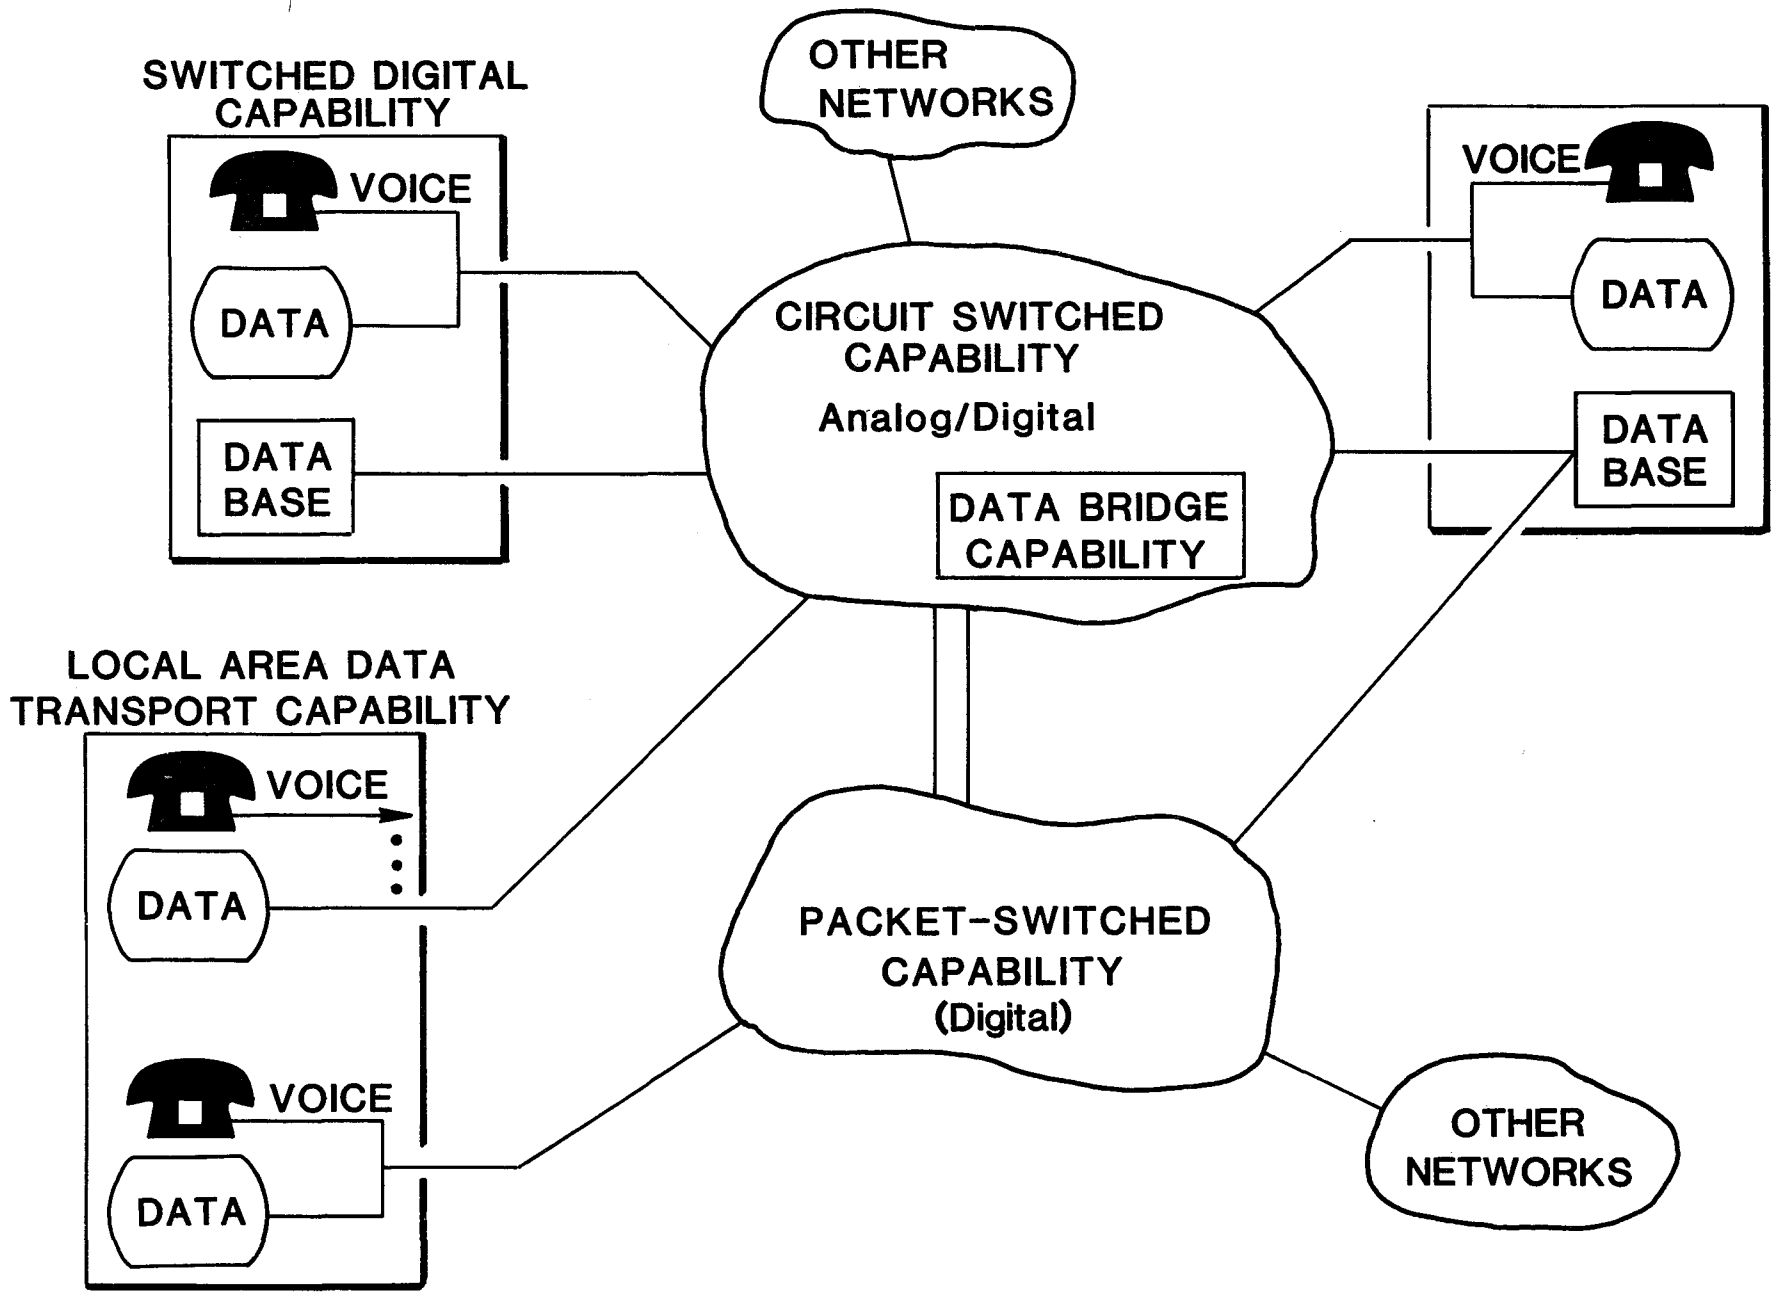 OTHER
NETWORKS
SWITCHED DIGITAL
CAPABILITY
VOICE
DATA
DATA
BASE
CIRCUIT SWITCHED
CAPABILITY
Analog/Digital
DATA BRIDGE
CAPABILITY
VOICE
DATA
DATA
BASE
LOCAL AREA DATA
TRANSPORT CAPABILITY
VOICE
DATA
VOICE
DATA
PACKET-SWITCHED
CAPABILITY
(Digital)
OTHER
NETWORKS